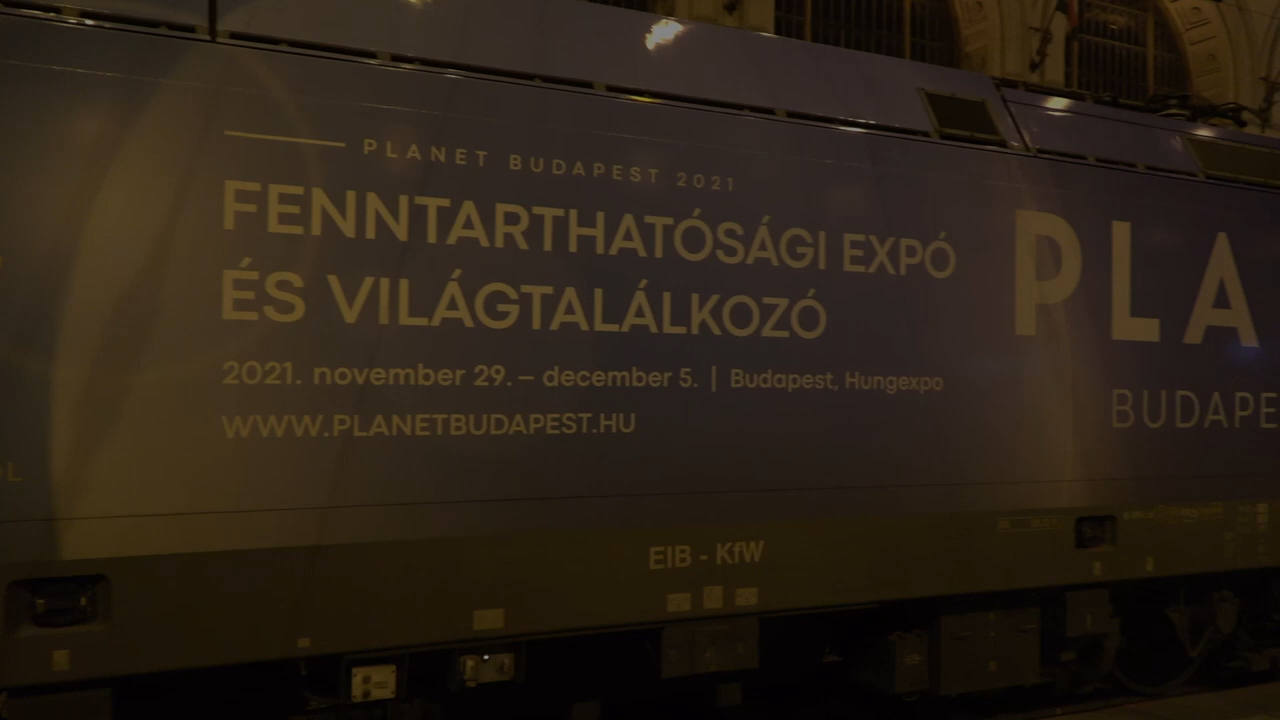 PLANET BUDAPEST 2021
FENNTARTHATÓSÁGI EXPÓ
ÉS VILÁGTALÁLKOZÓ
2021. november 29. – december 5. | Budapest, Hungexpo
WWW.PLANETBUDAPEST.HU
PLA
BUDAPE
EIB - KfW